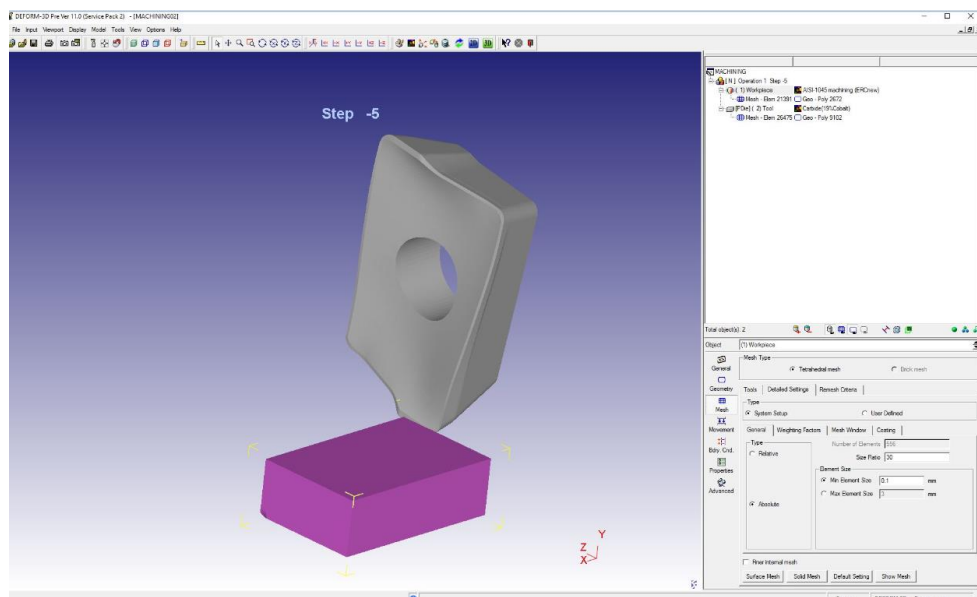 DEFORM-3D Pre Ver 11.0 (Service Pack 2) - [MACHINING02]
File Input Viewport Display Model Tools View Options Help
MACHINING
[ N ] Operation 1 Step -5
( 1) Workpiece AISI-1045 machining (ERCnsw)
Mesh - Elem 21391 Geo - Poly 2672
( 2) Tool Carbide(15%Cobalt)
Mesh - Elem 26475 Geo - Poly 9102
Step -5
Z Y
X
Total object(s): 2
Object (1) Workpiece
General
Geometry
Mesh
Movement
Bdry. Cnd.
Properties
Advanced
Mesh Type
Tetrahedral mesh Brick mesh
Tools Detailed Settings Remesh Criteria
Type
System Setup User Defined
General Weighting Factors Mesh Window Coating
Type
Relative
Absolute
Number of Elements
Size Ratio 30
Element Size
Min Element Size 0.1 mm
Max Element Size 3 mm
Finer internal mesh
Surface Mesh Solid Mesh Default Setting Show Mesh